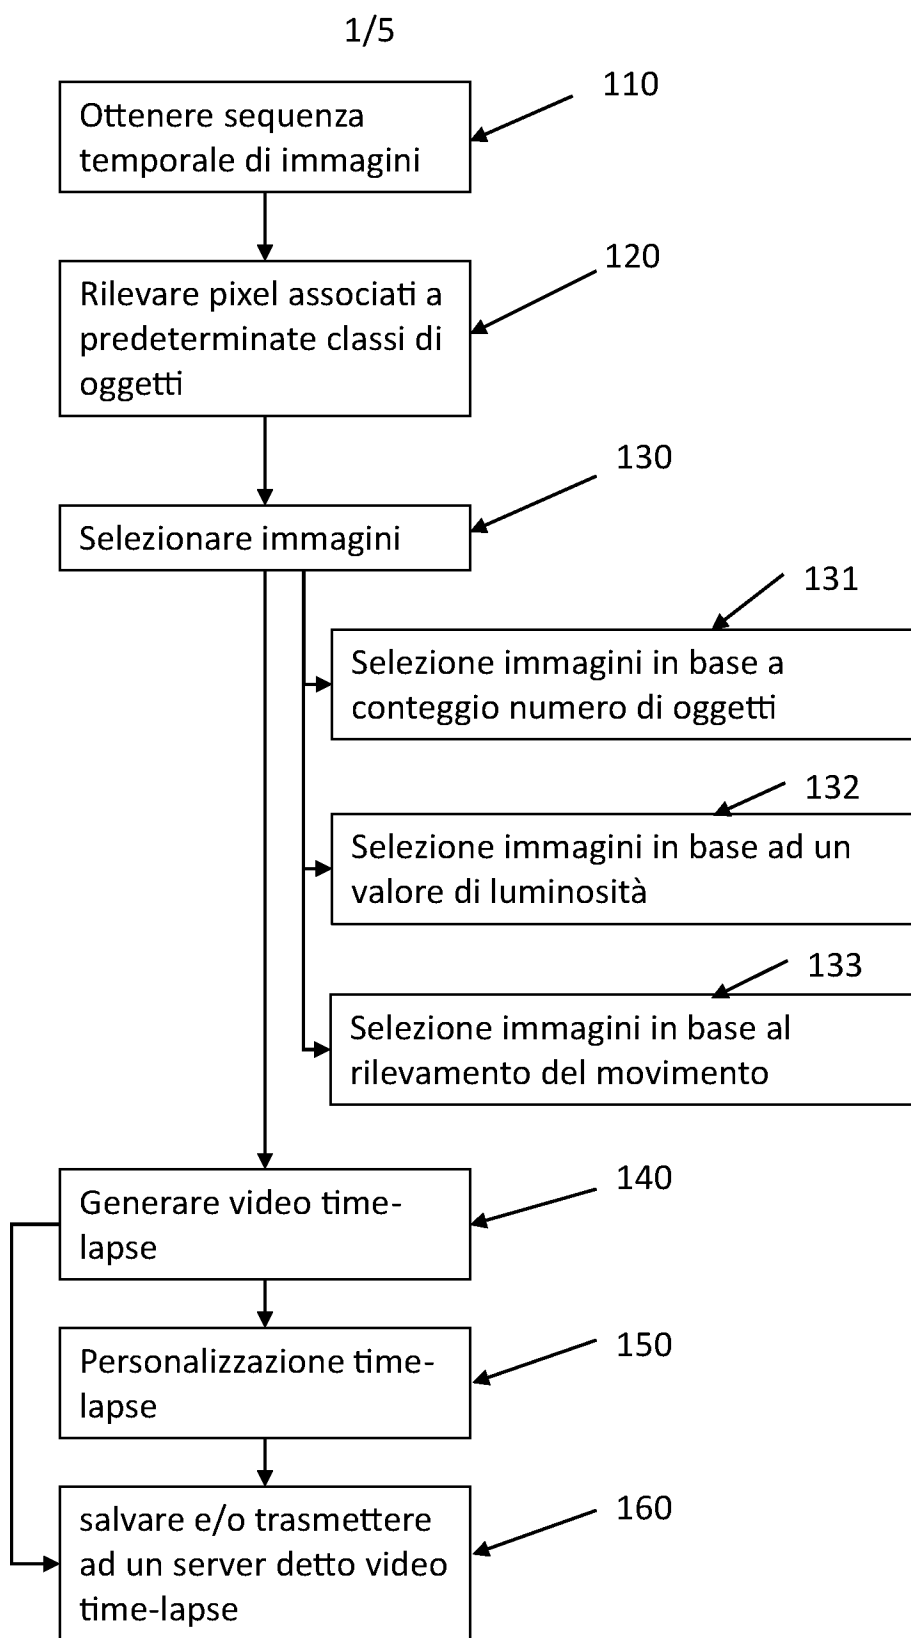 1/5
110
Ottenere sequenza
temporale di immagini
120
Rilevare pixel associati a
predeterminate classi di
oggetti
130
Selezionare immagini
131
Selezione immagini in base a
conteggio numero di oggetti
132
Selezione immagini in base ad un
valore di luminosità
133
Selezione immagini in base al
rilevamento del movimento
140
Generare video time-
lapse
150
Personalizzazione time-
lapse
160
salvare e/o trasmettere
ad un server detto video
time-lapse